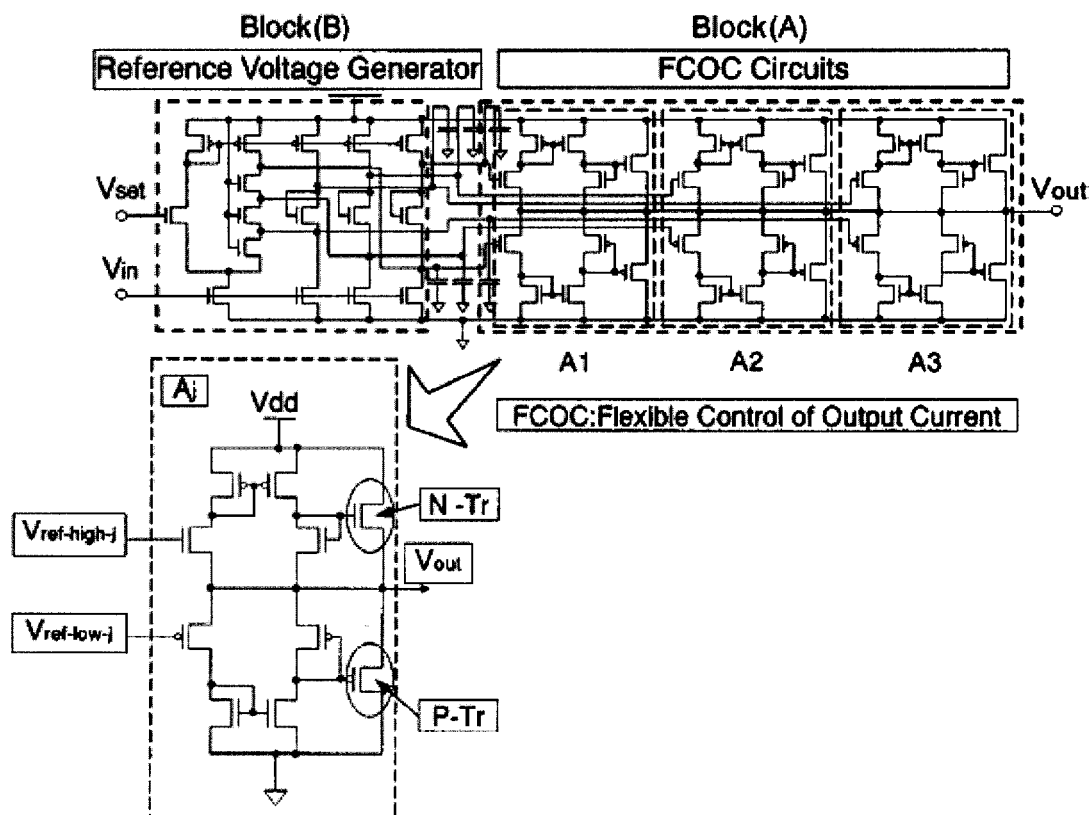 Block(B)
Block(A)
Reference Voltage Generator
FCOC Circuits
Vset
Vin
Vout
A1
A2
A3
FCOC:Flexible Control of Output Current
Aj
Vdd
N -Tr
Vref-high-j
Vout
Vref-low-j
P-Tr